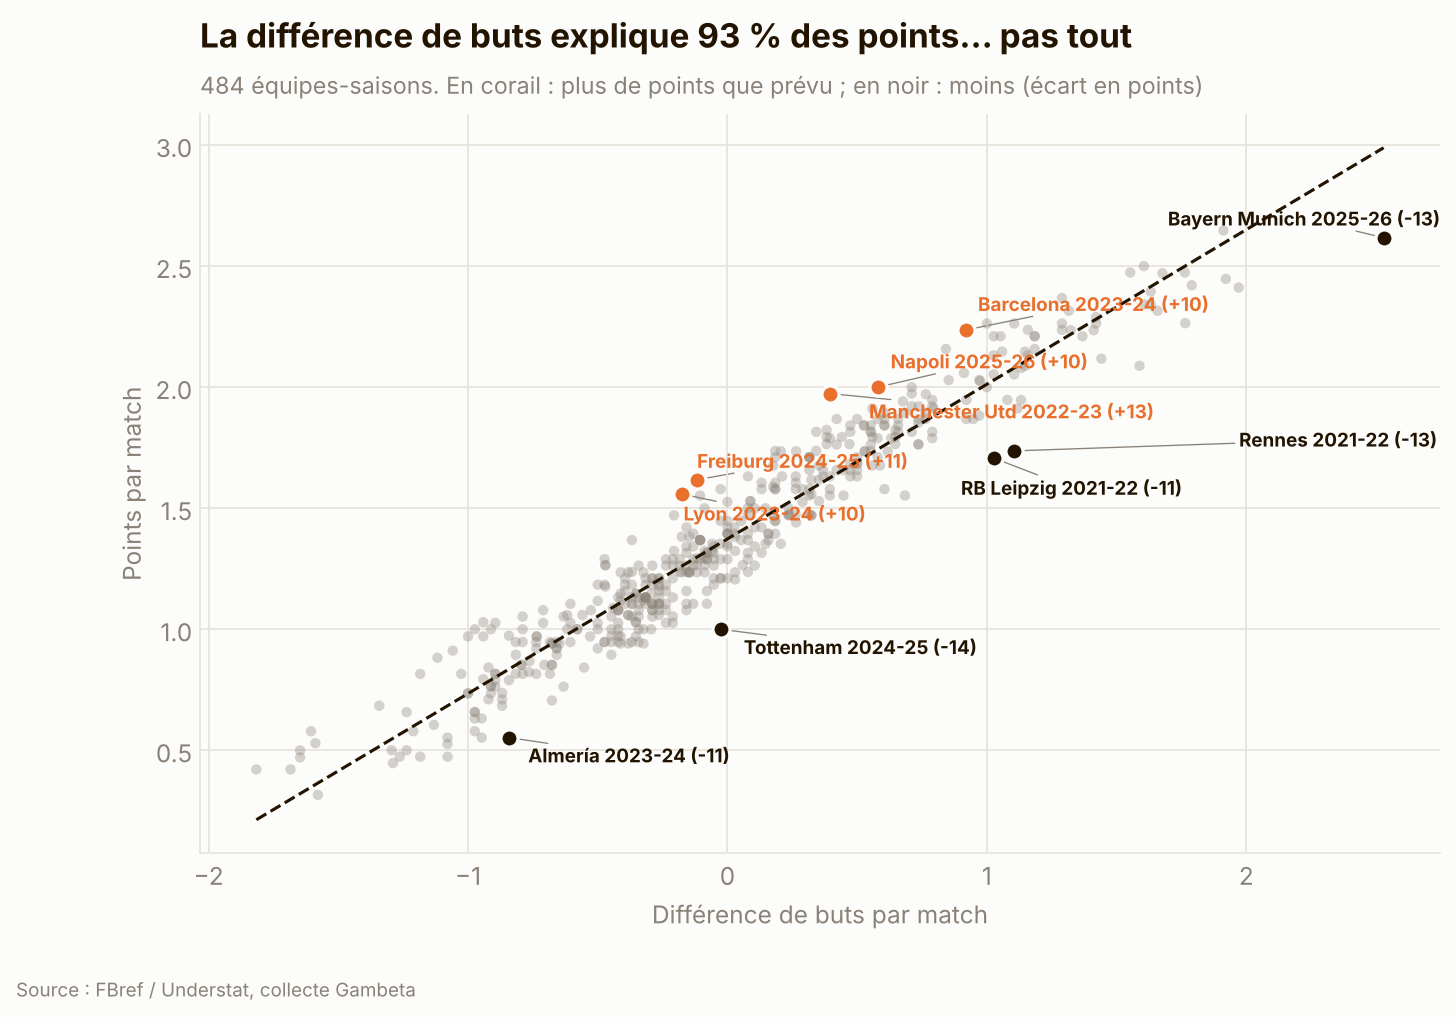 La différence de buts explique 93 % des points… pas tout
484 équipes-saisons. En corail : plus de points que prévu ; en noir : moins (écart en points)
3.0
2.5
2.0
1.5
1.0
0.5
Points par match
Bayern Munich 2025-26 (-13)
Barcelona 2023-24 (+10)
Napoli 2025-26 (+10)
Manchester Utd 2022-23 (+13)
Rennes 2021-22 (-13)
Freiburg 2024-25 (+11)
RB Leipzig 2021-22 (-11)
Lyon 2023-24 (+10)
Tottenham 2024-25 (-14)
Almería 2023-24 (-11)
−2 −1 0 1 2
Différence de buts par match
Source : FBref / Understat, collecte Gambeta